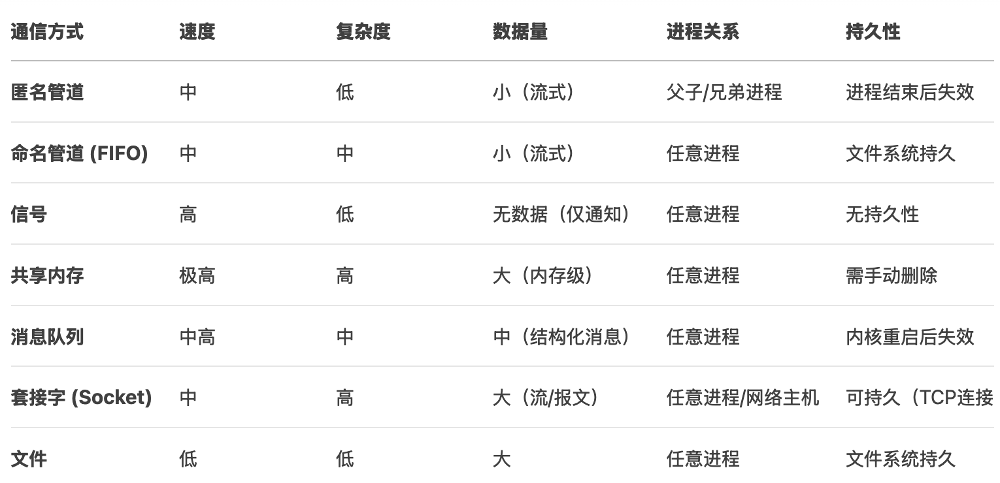 通信方式 速度 复杂度 数据量 进程关系 持久性
匿名管道 中 低 小（流式） 父子/兄弟进程 进程结束后失效
命名管道 (FIFO) 中 中 小（流式） 任意进程 文件系统持久
信号 高 低 无数据（仅通知） 任意进程 无持久性
共享内存 极高 高 大（内存级） 任意进程 需手动删除
消息队列 中高 中 中（结构化消息） 任意进程 内核重启后失效
套接字 (Socket) 中 高 大（流/报文） 任意进程/网络主机 可持久（TCP连接
文件 低 低 大 任意进程 文件系统持久